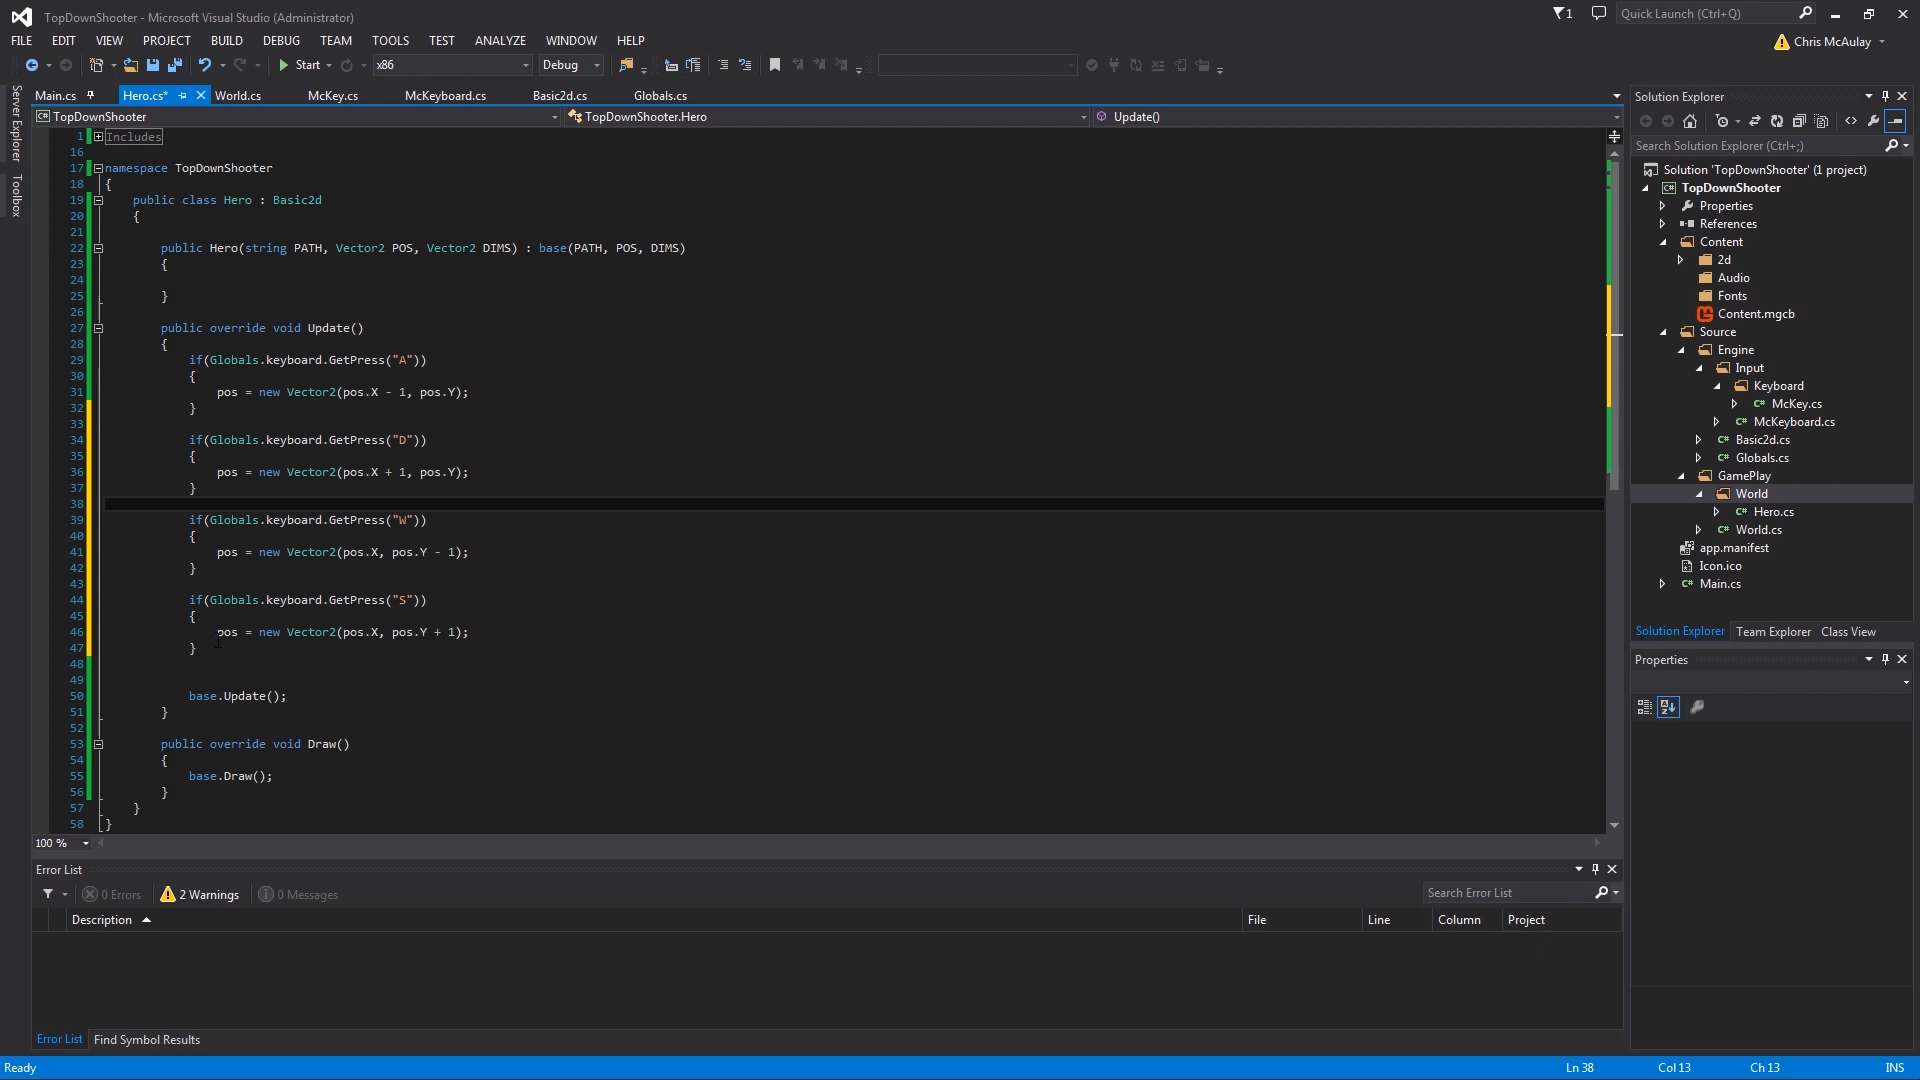 TopDownShooter - Microsoft Visual Studio (Administrator)
1
Quick Launch (Ctrl+Q)
FILE EDIT VIEW PROJECT BUILD DEBUG TEAM TOOLS TEST ANALYZE WINDOW HELP
Chris McAulay
Start x86 Debug
Server Explorer
Toolbox
Main.cs Hero.cs* World.cs McKey.cs McKeyboard.cs Basic2d.cs Globals.cs
TopDownShooter TopDownShooter.Hero Update()
1 Includes
16
17 namespace TopDownShooter
18 {
19 public class Hero : Basic2d
20 {
21
22 public Hero(string PATH, Vector2 POS, Vector2 DIMS) : base(PATH, POS, DIMS)
23 {
24
25 }
26
27 public override void Update()
28 {
29 if(Globals.keyboard.GetPress("A"))
30 {
31 pos = new Vector2(pos.X - 1, pos.Y);
32 }
33
34 if(Globals.keyboard.GetPress("D"))
35 {
36 pos = new Vector2(pos.X + 1, pos.Y);
37 }
38
39 if(Globals.keyboard.GetPress("W"))
40 {
41 pos = new Vector2(pos.X, pos.Y - 1);
42 }
43
44 if(Globals.keyboard.GetPress("S"))
45 {
46 pos = new Vector2(pos.X, pos.Y + 1);
47 }
48
49
50 base.Update();
51 }
52
53 public override void Draw()
54 {
55 base.Draw();
56 }
57 }
58 }
100 %
Error List
0 Errors 2 Warnings 0 Messages
Search Error List
Description File Line Column Project
Error List Find Symbol Results
Solution Explorer
Search Solution Explorer (Ctrl+;)
Solution 'TopDownShooter' (1 project)
TopDownShooter
Properties
References
Content
2d
Audio
Fonts
Content.mgcb
Source
Engine
Input
Keyboard
McKey.cs
McKeyboard.cs
Basic2d.cs
Globals.cs
GamePlay
World
Hero.cs
World.cs
app.manifest
Icon.ico
Main.cs
Solution Explorer Team Explorer Class View
Properties
Ready Ln 38 Col 13 Ch 13 INS